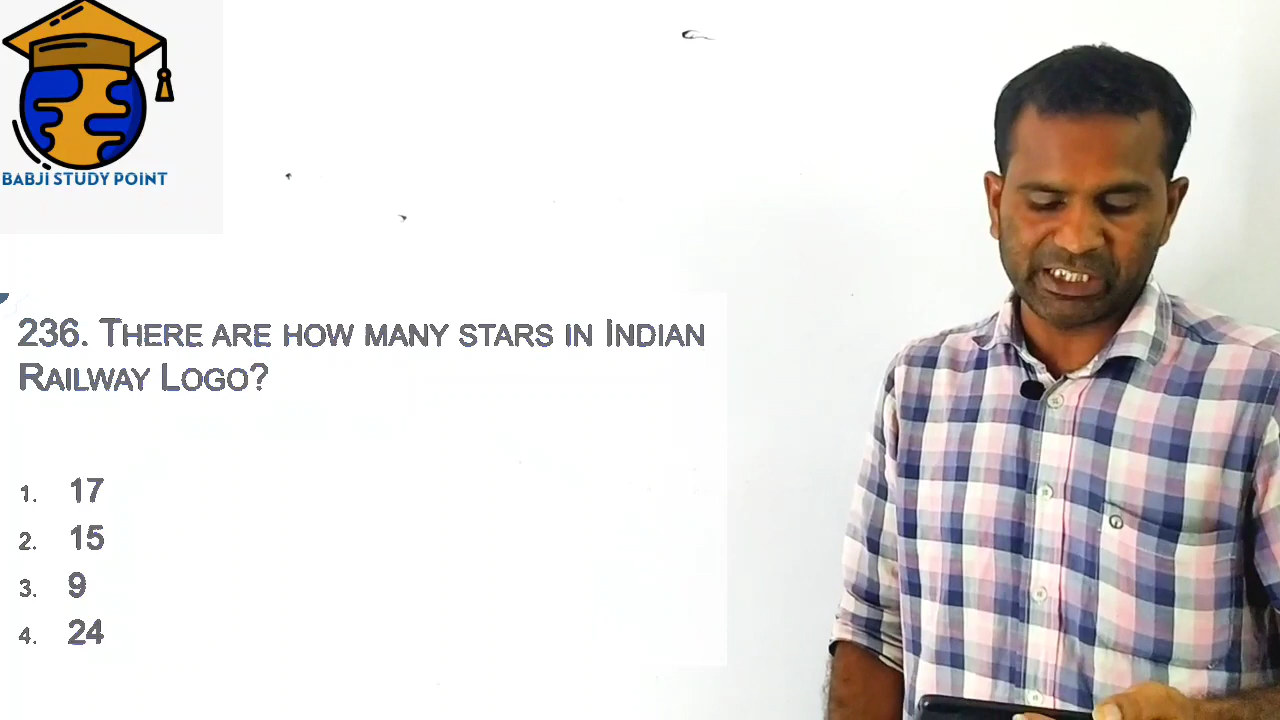 BABJI STUDY POINT
236. THERE ARE HOW MANY STARS IN INDIAN
RAILWAY LOGO?
1. 17
2. 15
3. 9
4. 24